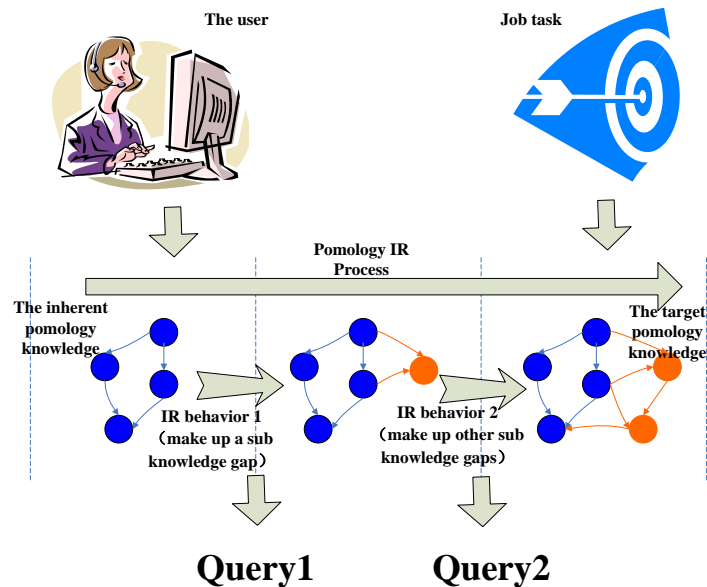 The user
Job task
Pomology IR
Process
The inherent
pomology
knowledge
The target
pomology
knowledge
IR behavior 1
（make up a sub
knowledge gap）
IR behavior 2
（make up other sub
knowledge gaps）
Query1
Query2